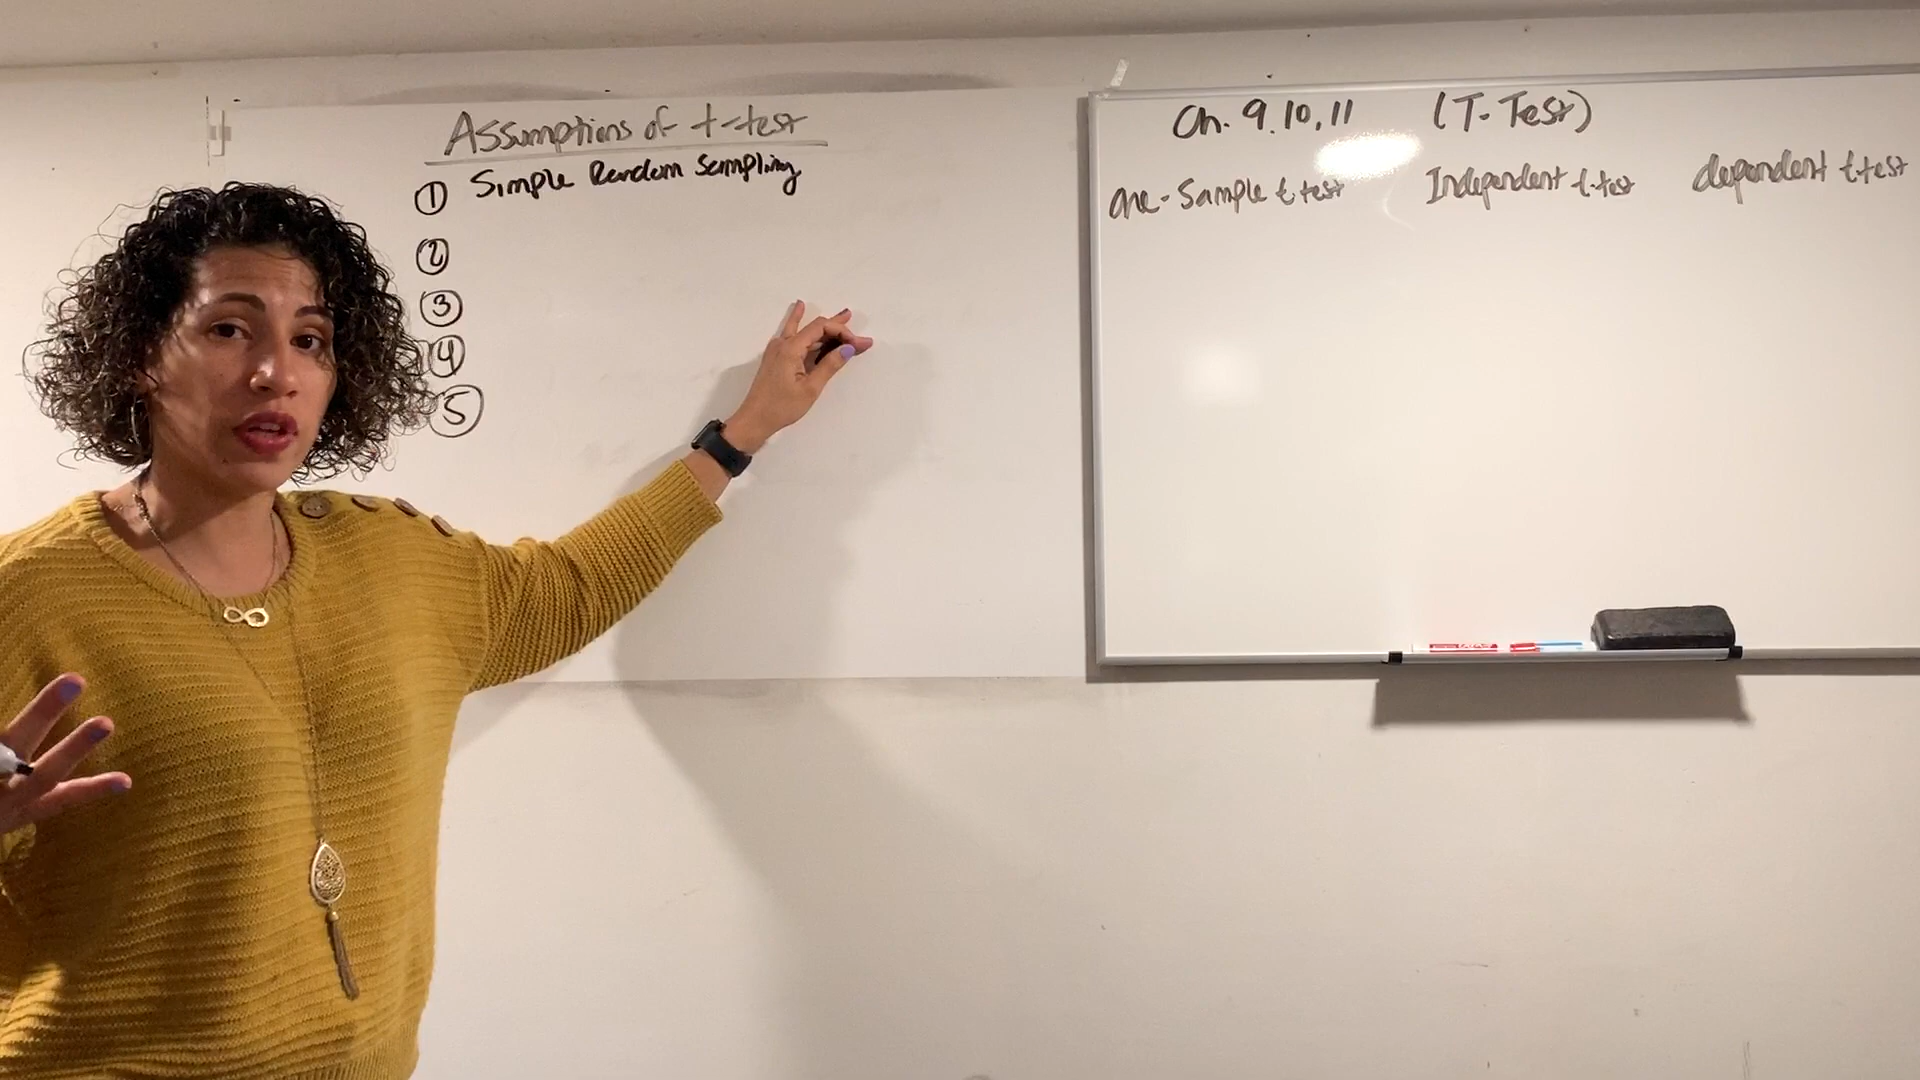 Assumptions of t-test
① Simple Random Sampling
②
③
④
⑤
Ch. 9.10,11 (T-Test)
one-Sample t test Independent t-test dependent t-test
EXPO